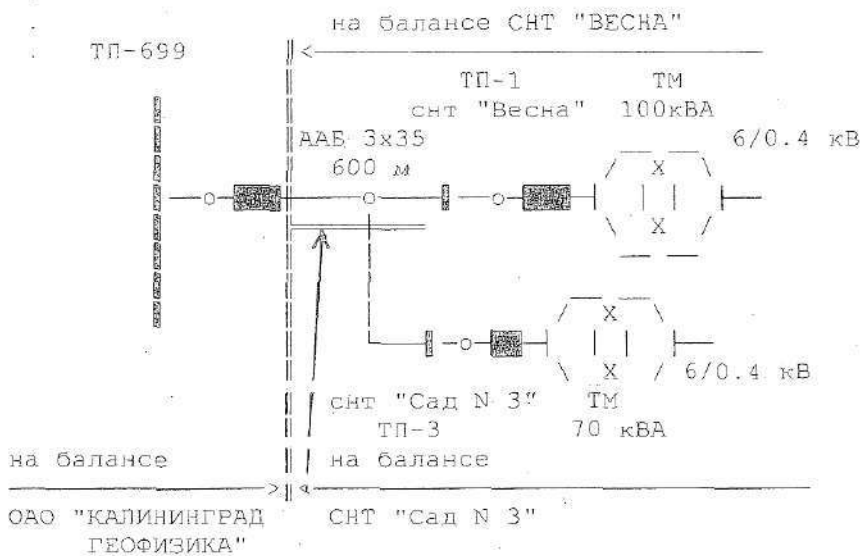 на балансе СНТ "ВЕСНА"
ТП-699
ТП-1 ТМ
снт "Весна" 100кВА
ААБ 3х35 6/0.4 кВ
600 м
Х
Х
Х
Х 6/0.4 кВ
снт "Сад N 3" ТМ
ТП-3 70 кВА
на балансе на балансе
ОАО "КАЛИНИНГРАД СНТ "Сад N 3"
ГЕОФИЗИКА"